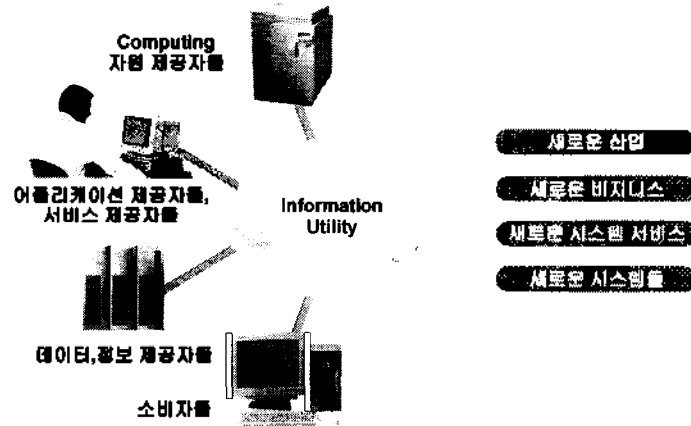 Computing
자원 제공자들
어플리케이션 제공자들,
서비스 제공자들
Information
Utility
데이터,정보 제공자들
소비자들
새로운 산업
새로운 비지니스
새로운 시스템 서비스
새로운 시스템들